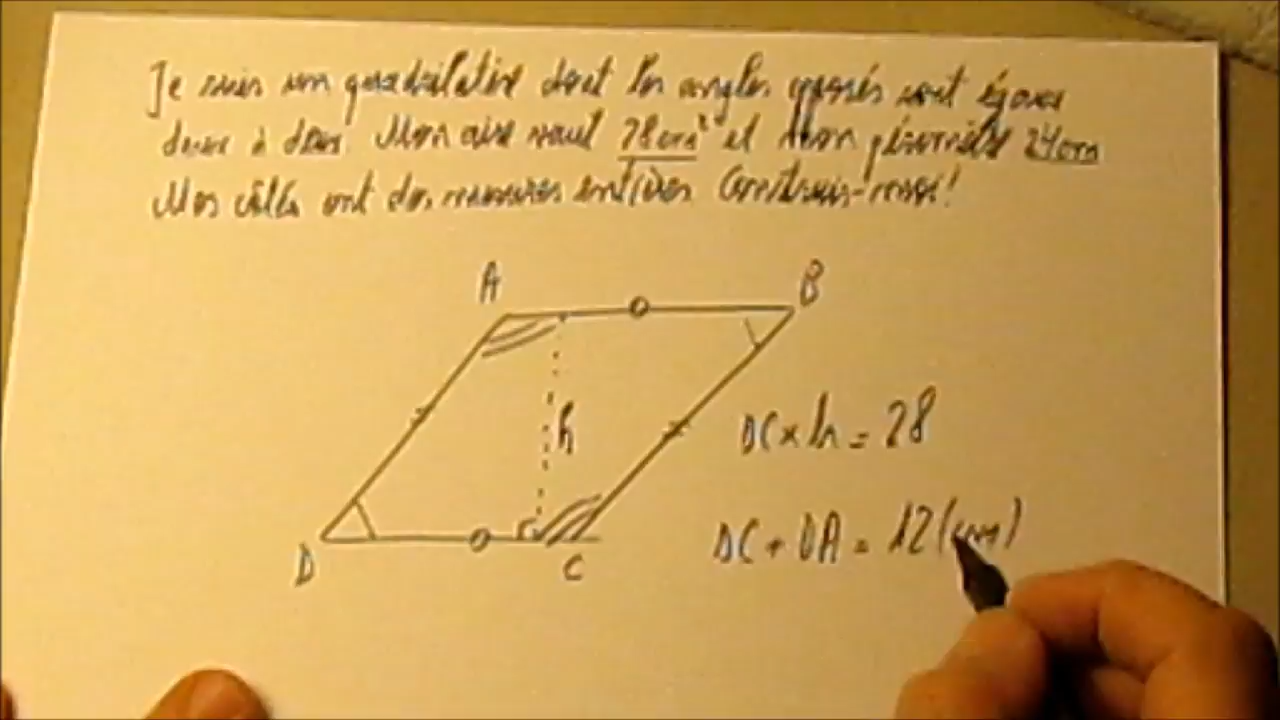 Je suis un quadrilatère dont les angles opposés sont égaux
deux à deux. Mon aire vaut 28cm² et mon périmètre 24cm
Mes côtés ont des mesures entières Construis-moi!
A
B
h
DC x h = 28
D
C
DC + DA = 12 (cm)